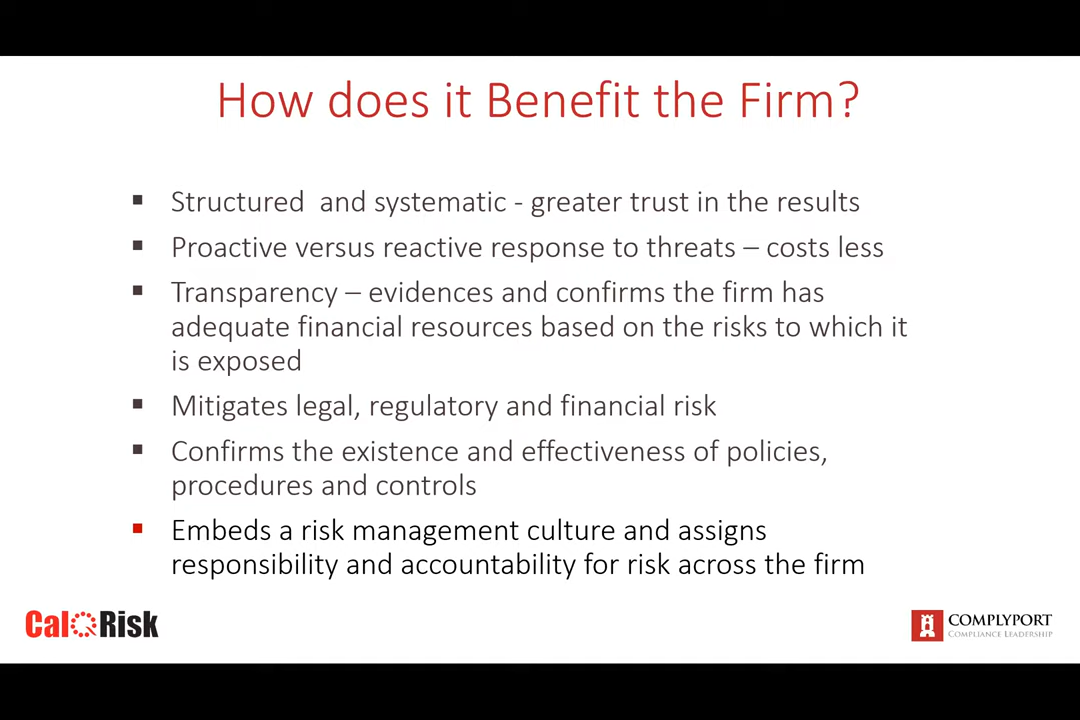 How does it Benefit the Firm?
▪ Structured  and systematic - greater trust in the results
▪ Proactive versus reactive response to threats – costs less
▪ Transparency – evidences and confirms the firm has
adequate financial resources based on the risks to which it
is exposed
▪ Mitigates legal, regulatory and financial risk
▪ Confirms the existence and effectiveness of policies,
procedures and controls
▪ Embeds a risk management culture and assigns
responsibility and accountability for risk across the firm
CalQRisk
COMPLYPORT
COMPLIANCE LEADERSHIP